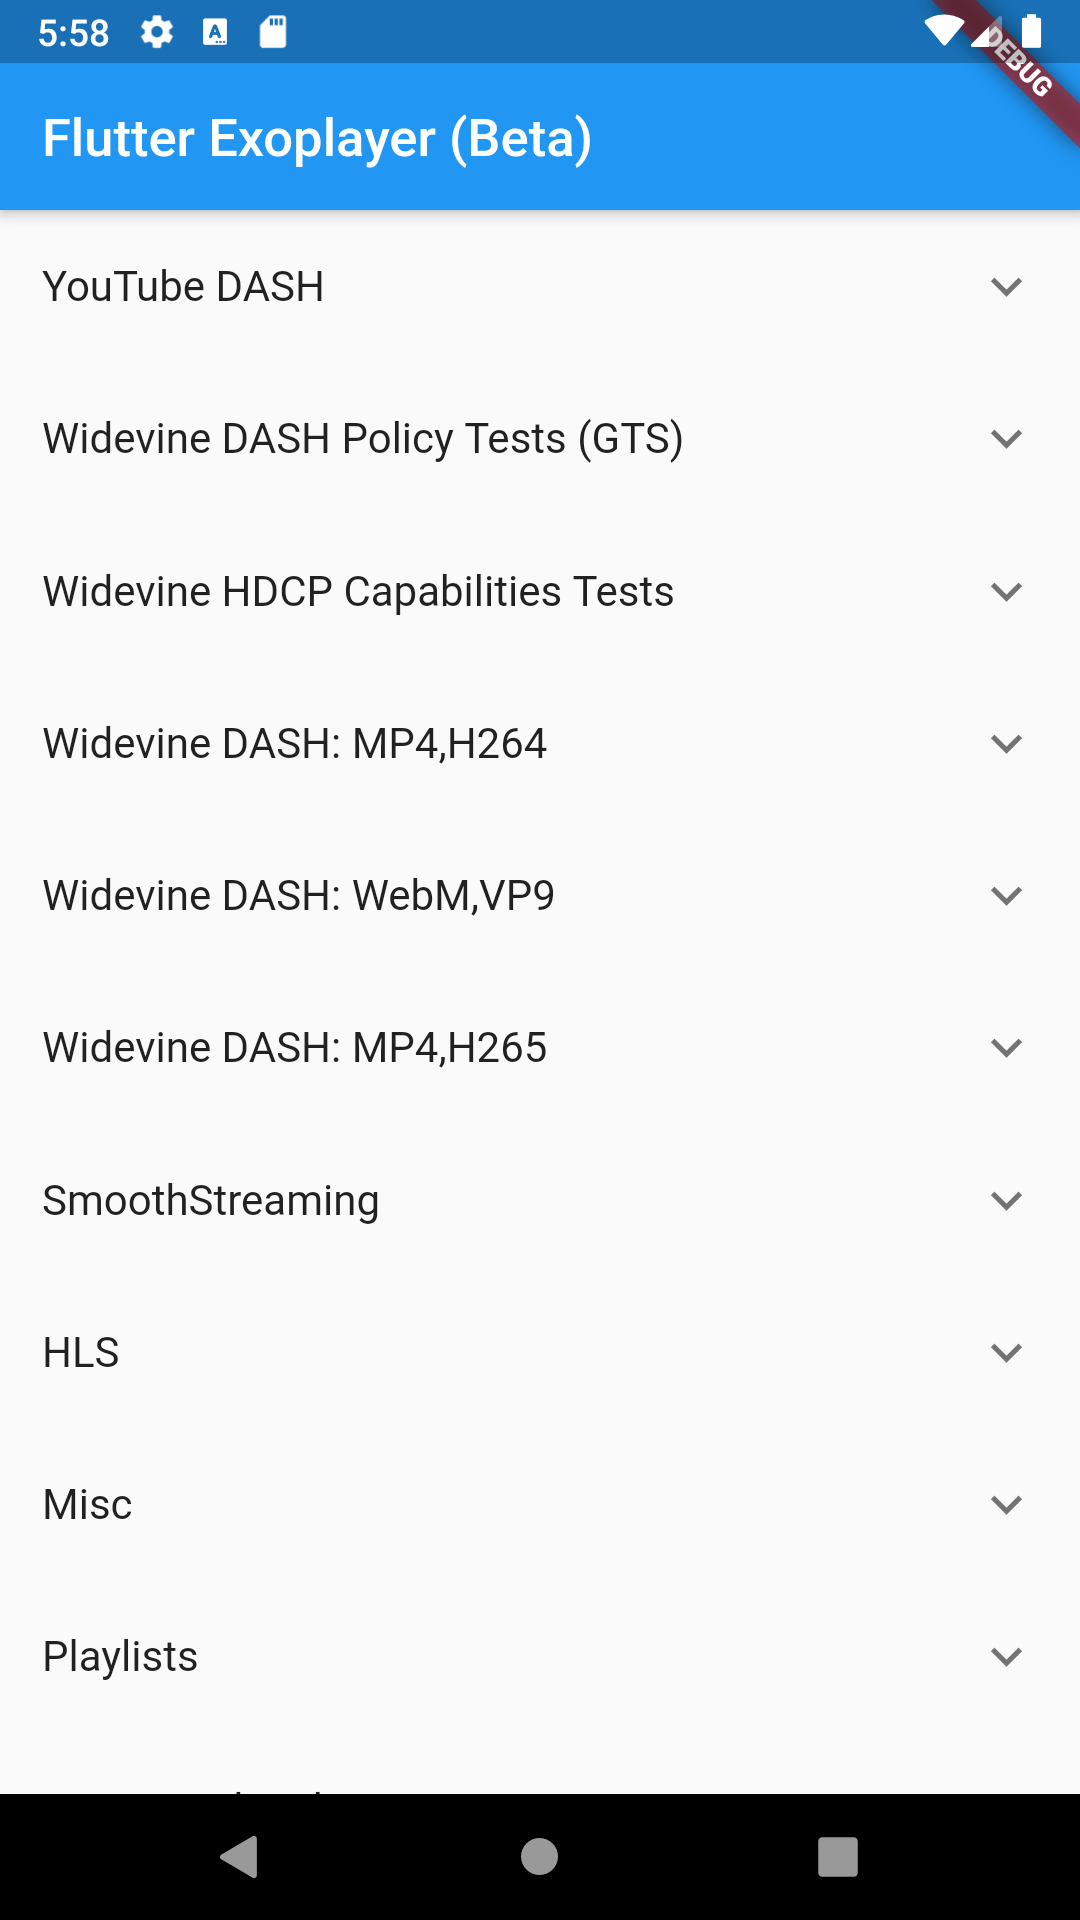 5:58
DEBUG
Flutter Exoplayer (Beta)
YouTube DASH
Widevine DASH Policy Tests (GTS)
Widevine HDCP Capabilities Tests
Widevine DASH: MP4,H264
Widevine DASH: WebM,VP9
Widevine DASH: MP4,H265
SmoothStreaming
HLS
Misc
Playlists